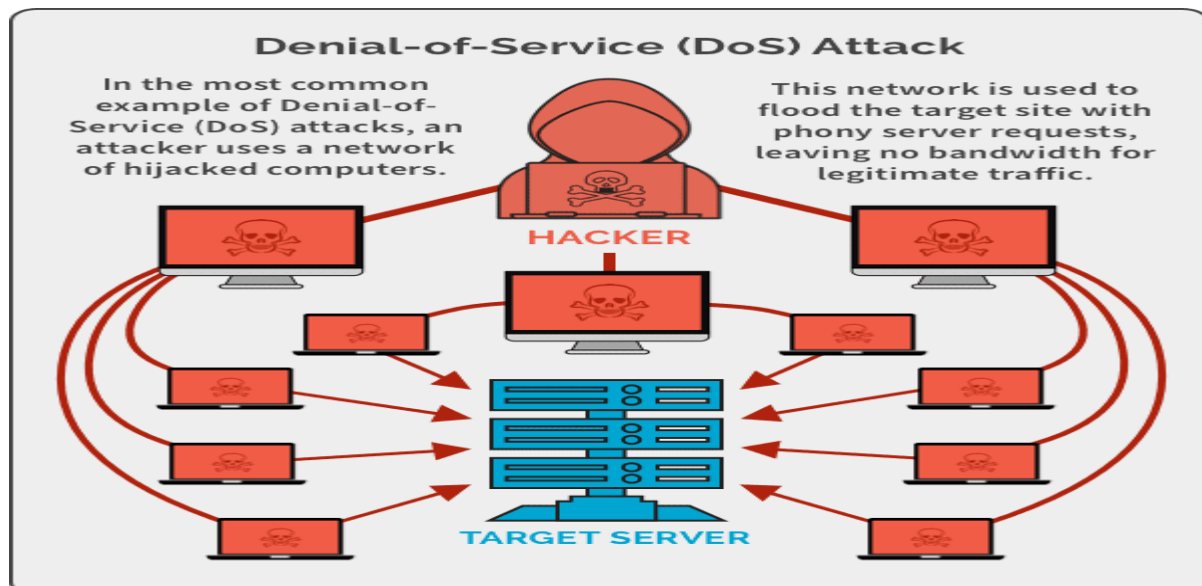 Denial-of-Service (DoS) Attack
In the most common
example of Denial-of-
Service (DoS) attacks, an
attacker uses a network
of hijacked computers.
This network is used to
flood the target site with
phony server requests,
leaving no bandwidth for
legitimate traffic.
HACKER
TARGET SERVER